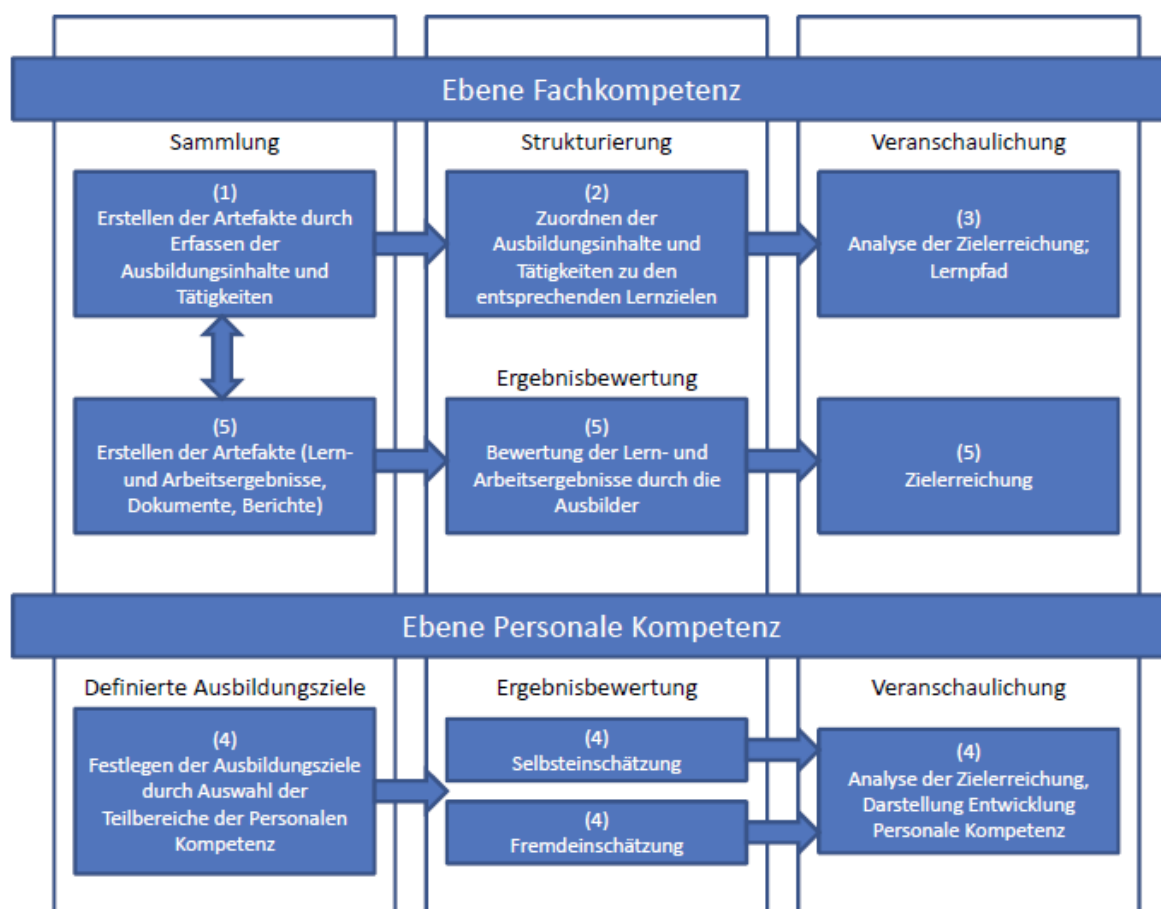 Ebene Fachkompetenz
Sammlung
Strukturierung
Veranschaulichung
(1)
Erstellen der Artefakte durch
Erfassen der
Ausbildungsinhalte und
Tätigkeiten
(2)
Zuordnen der
Ausbildungsinhalte und
Tätigkeiten zu den
entsprechenden Lernzielen
(3)
Analyse der Zielerreichung;
Lernpfad
Ergebnisbewertung
(5)
Erstellen der Artefakte (Lern-
und Arbeitsergebnisse,
Dokumente, Berichte)
(5)
Bewertung der Lern- und
Arbeitsergebnisse durch die
Ausbilder
(5)
Zielerreichung
Ebene Personale Kompetenz
Definierte Ausbildungsziele
Ergebnisbewertung
Veranschaulichung
(4)
Festlegen der Ausbildungsziele
durch Auswahl der
Teilbereiche der Personalen
Kompetenz
(4)
Selbsteinschätzung
(4)
Fremdeinschätzung
(4)
Analyse der Zielerreichung,
Darstellung Entwicklung
Personale Kompetenz